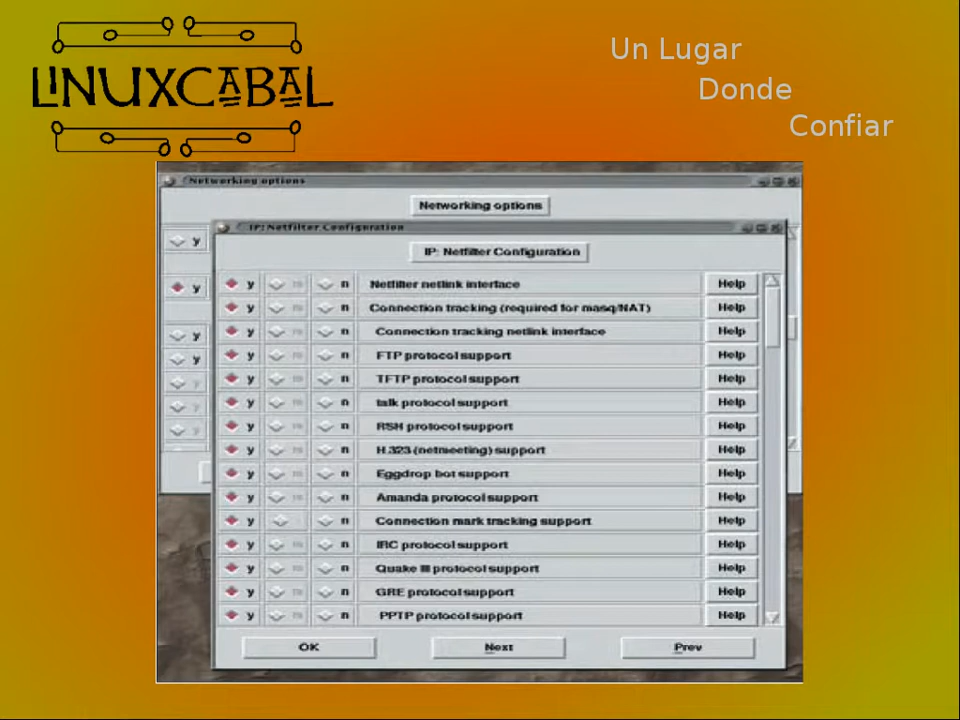 LINUXCABAL
Un Lugar
Donde
Confiar
Networking options
Networking options
IP: Netfilter Configuration
IP: Netfilter Configuration
y
y
y
y
y
y
y
y m n Netfilter netlink interface Help
y m n Connection tracking (required for masq/NAT) Help
y m n Connection tracking netlink interface Help
y m n FTP protocol support Help
y m n TFTP protocol support Help
y m n talk protocol support Help
y m n RSH protocol support Help
y m n H.323 (netmeeting) support Help
y m n Eggdrop bot support Help
y m n Amanda protocol support Help
y n Connection mark tracking support Help
y m n IRC protocol support Help
y m n Quake III protocol support Help
y m n GRE protocol support Help
y m n PPTP protocol support Help
OK Next Prev